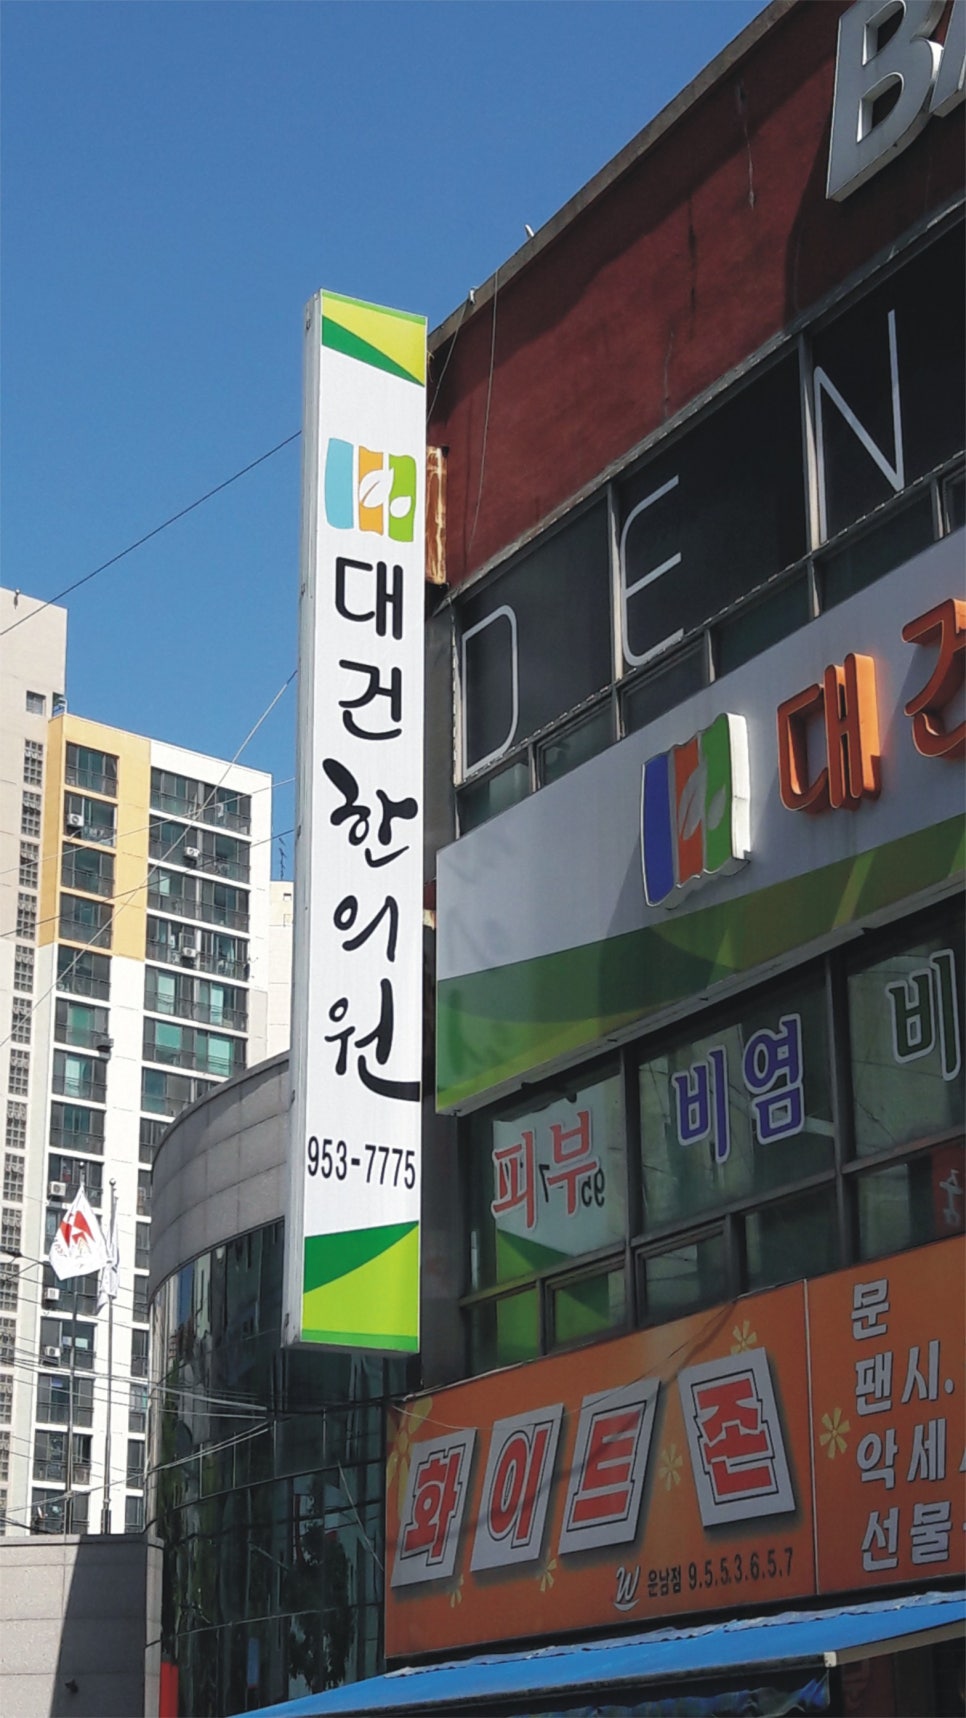 DEN
대건한의원
953-7775
대건
피부
비염
비
화이트존
운남점 9.5.5.3.6.5.7
문
팬시.
악세
선물